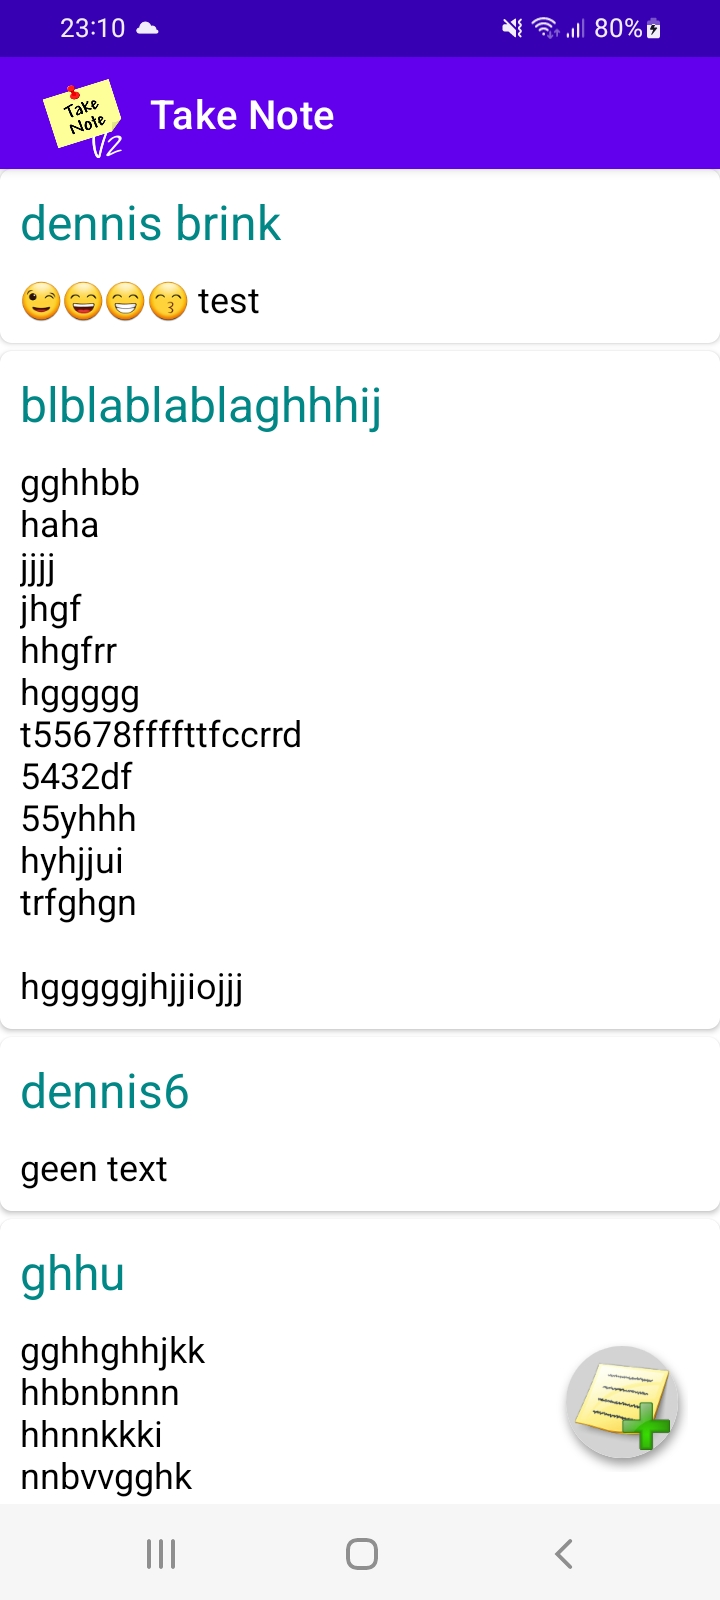 23:10
80%
Take Note V2
Take Note
dennis brink
😉😄😁😙 test
blblablablaghhhij
gghhbb
haha
jjjj
jhgf
hhgfrr
hggggg
t55678fffffttfccrrd
5432df
55yhhh
hyhjjui
trfghgn
hgggggjhjjiojjj
dennis6
geen text
ghhu
gghhghhjkk
hhbnbnnn
hhnnkkki
nnbvvgghk